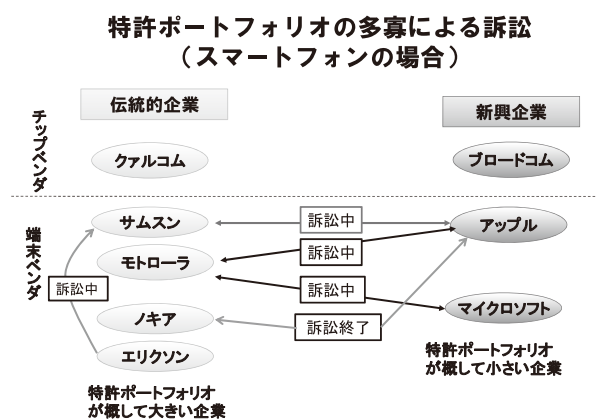 特許ポートフォリオの多寡による訴訟
（スマートフォンの場合）
伝統的企業
新興企業
チップベンダ
クァルコム
ブロードコム
端末ベンダ
サムスン
訴訟中
アップル
モトローラ
訴訟中
訴訟中
訴訟中
マイクロソフト
ノキア
訴訟終了
エリクソン
特許ポートフォリオ
が概して小さい企業
特許ポートフォリオ
が概して大きい企業